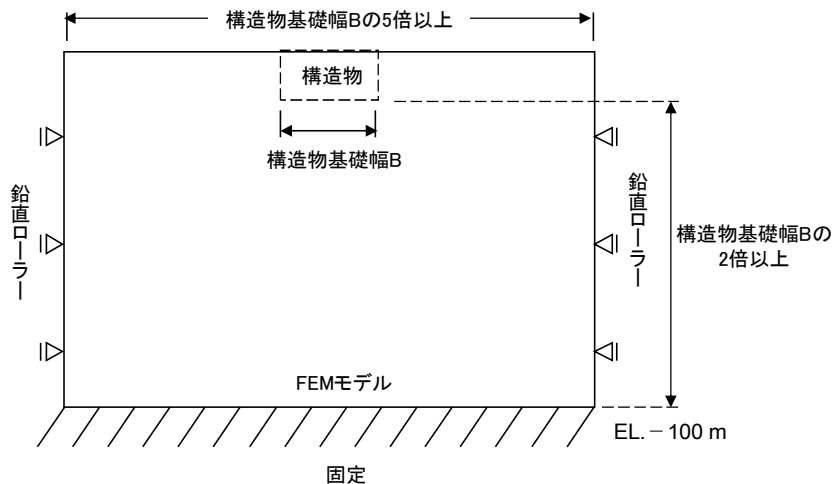 構造物基礎幅Bの5倍以上
構造物
構造物基礎幅B
鉛直ローラー
鉛直ローラー
構造物基礎幅Bの
2倍以上
FEMモデル
EL.－100 m
固定